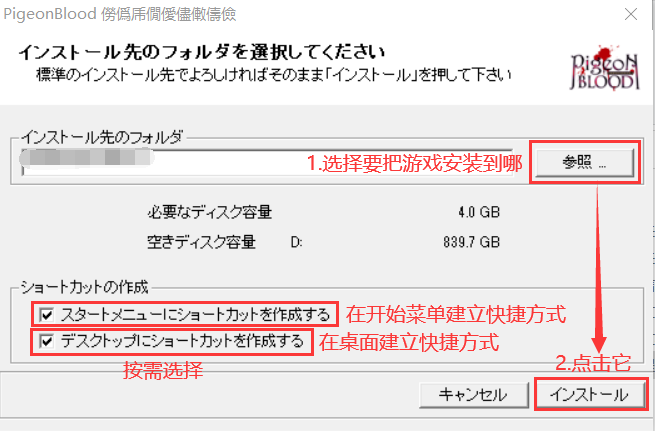 PigeonBlood 僗僞乕僩僀儞儌僯儏
インストール先のフォルダを選択してください
標準のインストール先でよろしければそのまま「インストール」を押して下さい
PigeoN BLOOD
インストール先のフォルダ
1.选择要把游戏安装到哪
参照 ...
必要なディスク容量 4.0 GB
空きディスク容量 D: 839.7 GB
ショートカットの作成
スタートメニューにショートカットを作成する 在开始菜单建立快捷方式
デスクトップにショートカットを作成する 在桌面建立快捷方式
按需选择
2.点击它
キャンセル インストール